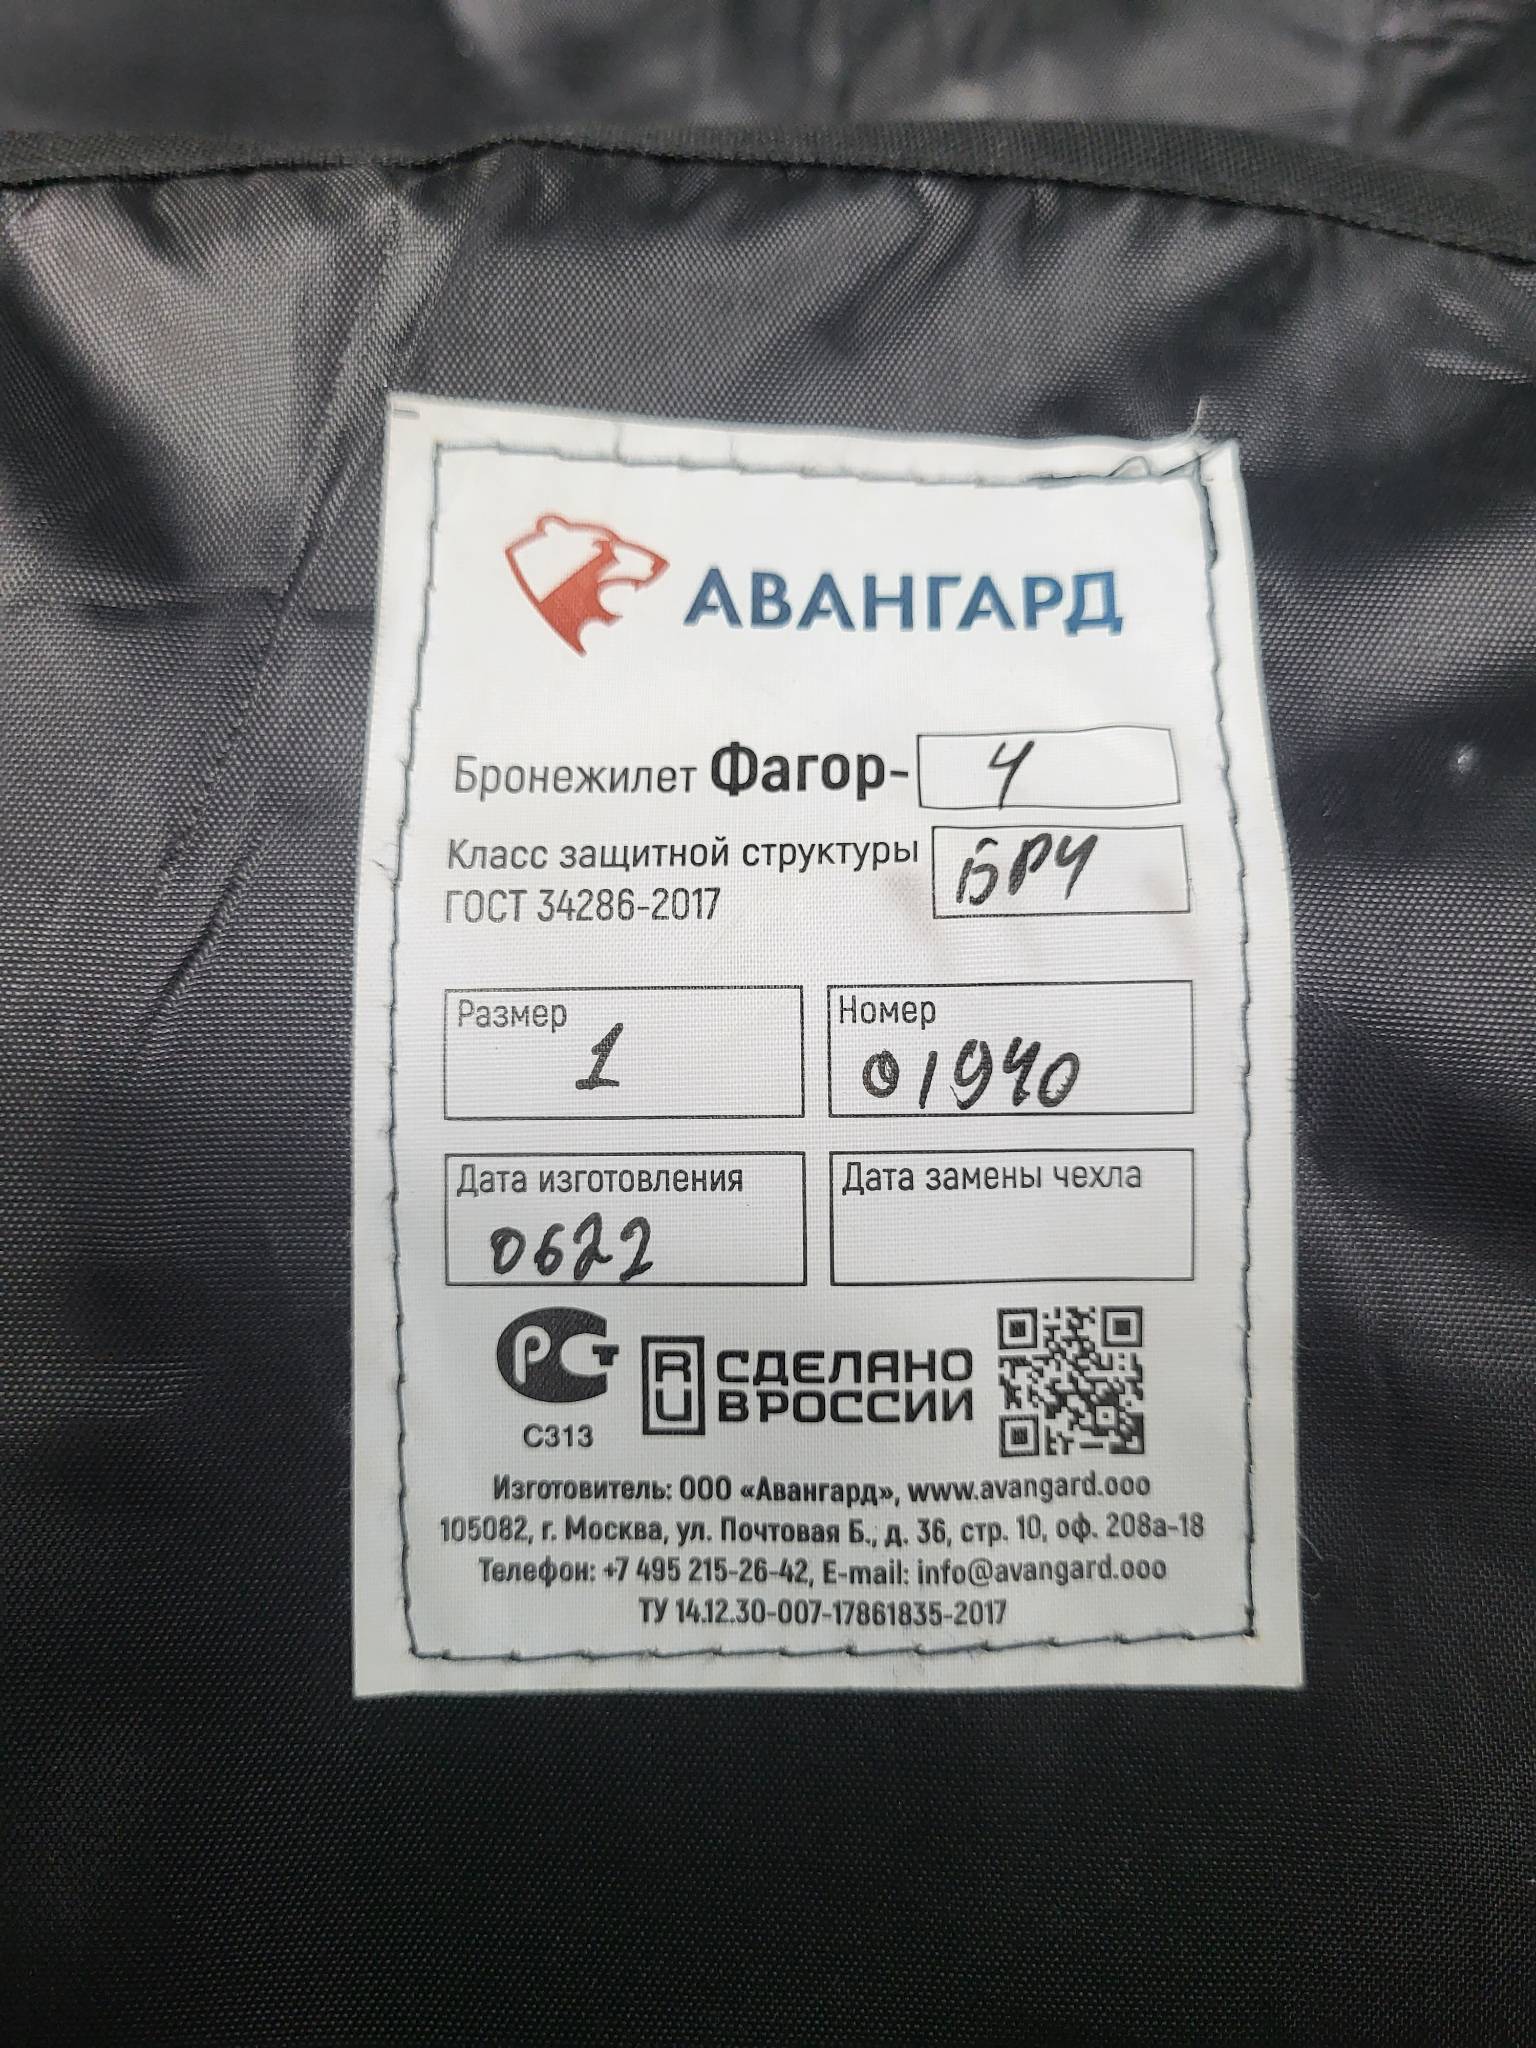 АВАНГАРД
Бронежилет Фагор- 4
Класс защитной структуры БР4
ГОСТ 34286-2017
Размер Номер
1 01940
Дата изготовления Дата замены чехла
0622
РСТ
С313
RU
СДЕЛАНО
В РОССИИ
Изготовитель: ООО «Авангард», www.avangard.ooo
105082, г. Москва, ул. Почтовая Б., д. 36, стр. 10, оф. 208а-18
Телефон: +7 495 215-26-42, E-mail: info@avangard.ooo
ТУ 14.12.30-007-17861835-2017